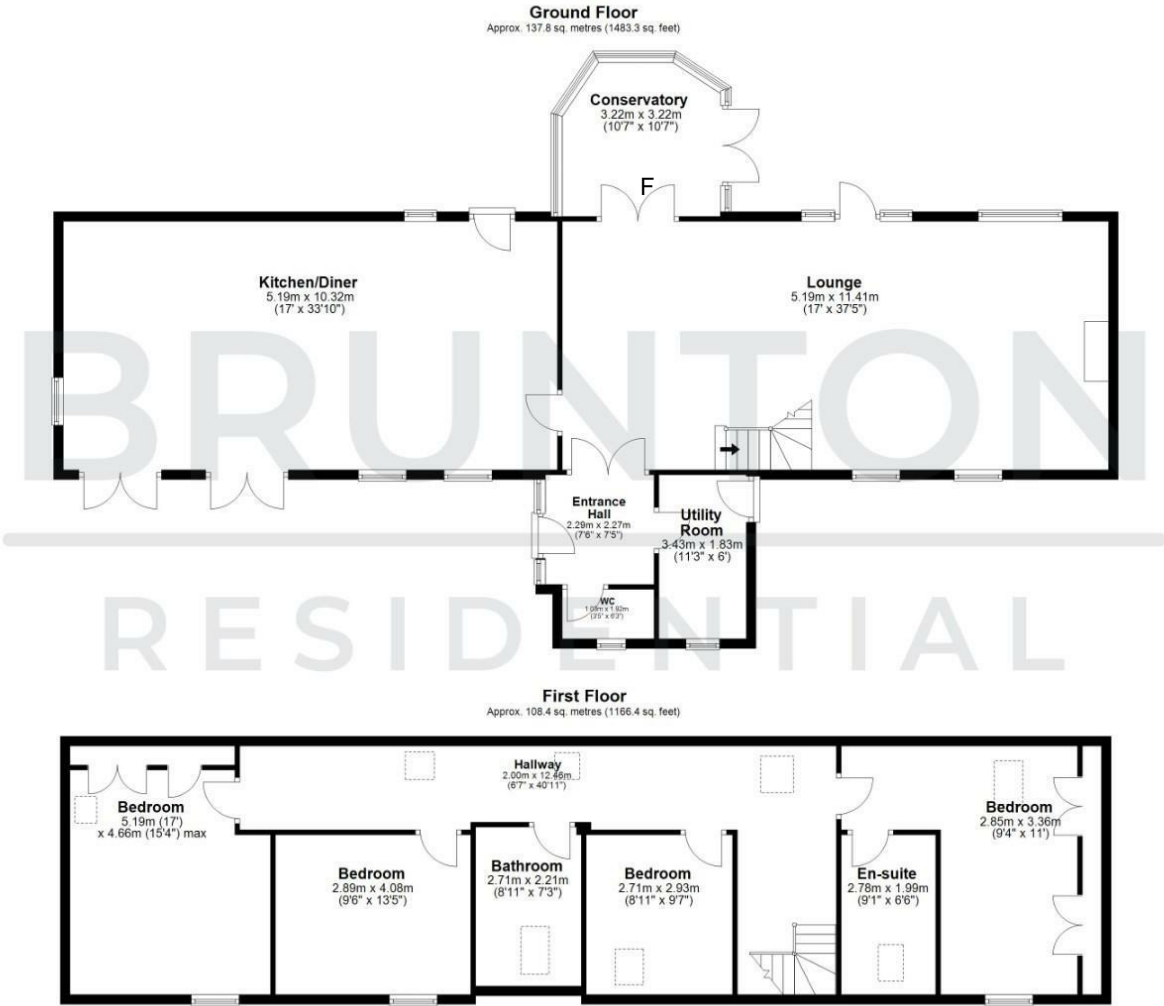 Ground Floor
Approx. 137.8 sq. metres (1483.3 sq. feet)
Conservatory
3.22m x 3.22m
(10'7" x 10'7")
F
Kitchen/Diner
5.19m x 10.32m
(17' x 33'10")
Lounge
5.19m x 11.41m
(17' x 37'5")
BRUNTON
Entrance
Hall
2.29m x 2.27m
(7'6" x 7'5")
Utility
Room
3.43m x 1.83m
(11'3" x 6')
WC
RESIDENTIAL
First Floor
Approx. 108.4 sq. metres (1166.4 sq. feet)
Hallway
2.00m x 12.46m
(6'7" x 40'11")
Bedroom
5.19m (17')
x 4.66m (15'4") max
Bedroom
2.85m x 3.36m
(9'4" x 11')
Bedroom
2.89m x 4.08m
(9'6" x 13'5")
Bathroom
2.71m x 2.21m
(8'11" x 7'3")
Bedroom
2.71m x 2.93m
(8'11" x 9'7")
En-suite
2.78m x 1.99m
(9'1" x 6'6")